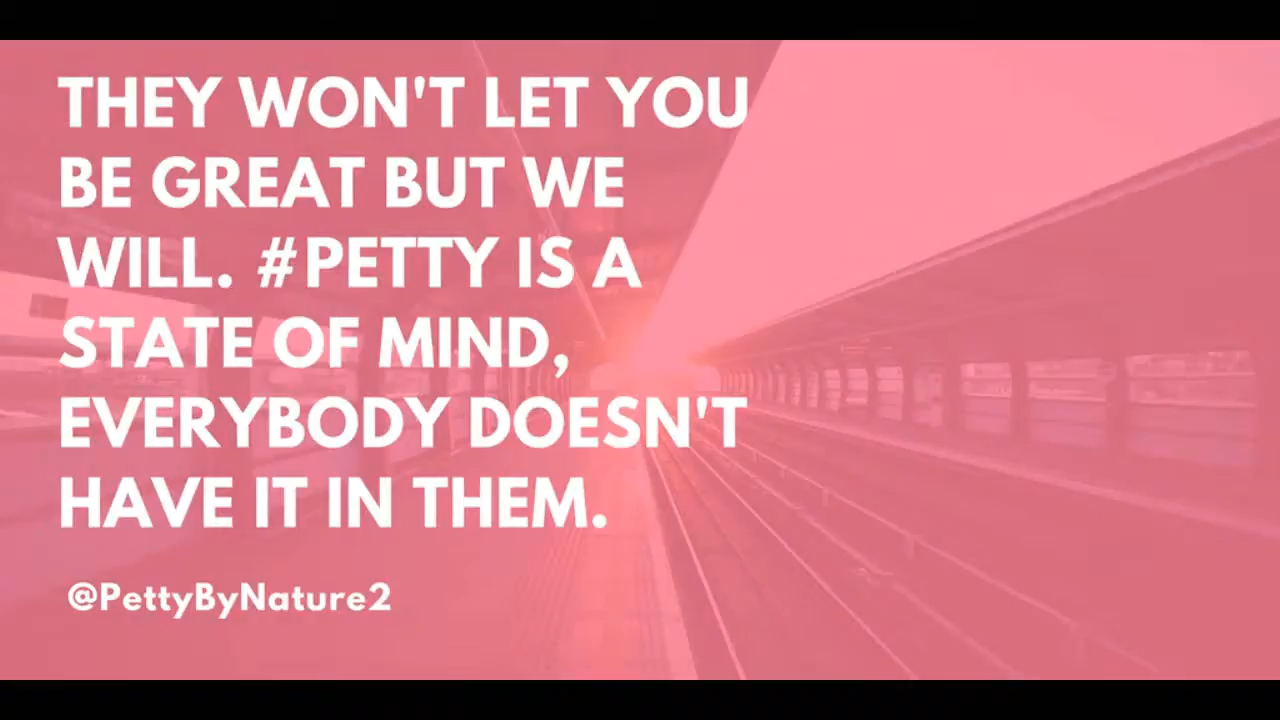 THEY WON'T LET YOU
BE GREAT BUT WE
WILL. #PETTY IS A
STATE OF MIND,
EVERYBODY DOESN'T
HAVE IT IN THEM.
@PettyByNature2